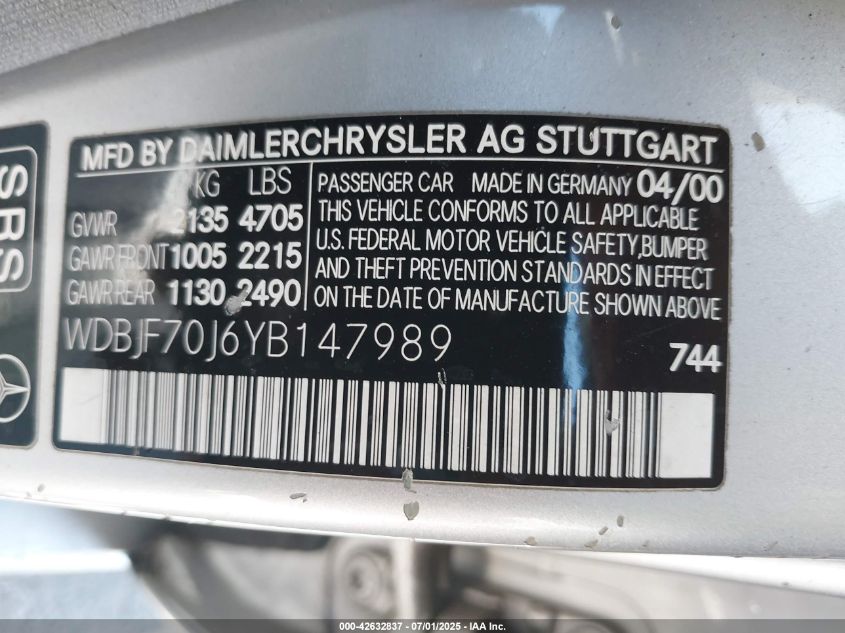 SRS
MFD BY DAIMLERCHRYSLER AG STUTTGART
KG LBS
GVWR 2135 4705
GAWR FRONT 1005 2215
GAWR REAR 1130 2490
PASSENGER CAR MADE IN GERMANY 04/00
THIS VEHICLE CONFORMS TO ALL APPLICABLE
U.S. FEDERAL MOTOR VEHICLE SAFETY,BUMPER
AND THEFT PREVENTION STANDARDS IN EFFECT
ON THE DATE OF MANUFACTURE SHOWN ABOVE
WDBJF70J6YB147989
744
000-42632837 - 07/01/2025 - IAA Inc.